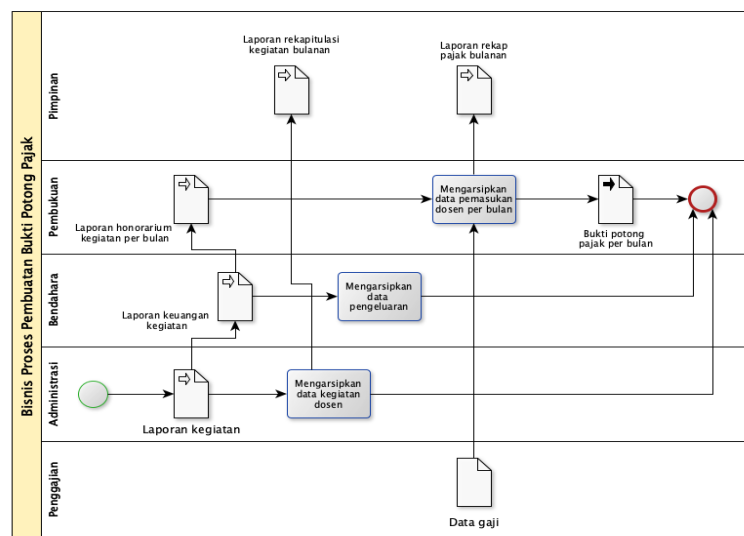 Bisnis Proses Pembuatan Bukti Potong Pajak
Pimpinan
Laporan rekapitulasi
kegiatan bulanan
Laporan rekap
pajak bulanan
Pembukuan
Laporan honorarium
kegiatan per bulan
Mengarsipkan
data pemasukan
dosen per bulan
Bukti potong
pajak per bulan
Bendahara
Laporan keuangan
kegiatan
Mengarsipkan
data
pengeluaran
Administrasi
Laporan kegiatan
Mengarsipkan
data kegiatan
dosen
Penggajian
Data gaji